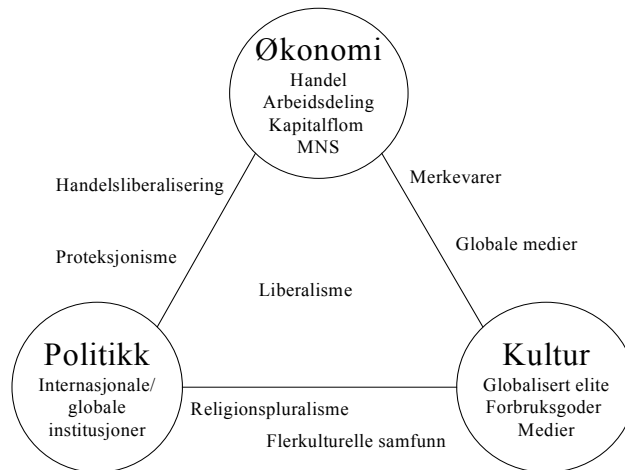 Økonomi
Handel
Arbeidsdeling
Kapitalflom
MNS
Handelsliberalisering
Merkevarer
Proteksjonisme
Globale medier
Liberalisme
Politikk
Internasjonale/
globale
institusjoner
Kultur
Globalisert elite
Forbruksgoder
Medier
Religionspluralisme
Flerkulturelle samfunn